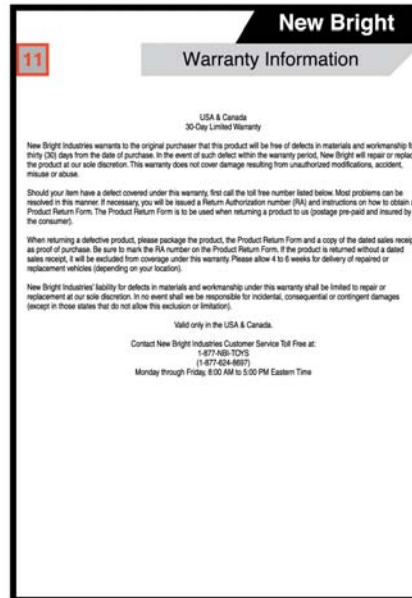 New Bright
11
Warranty Information
USA & Canada
30-Day Limited Warranty
New Bright Industries warrants to the original purchaser that this product will be free of defects in materials and workmanship
thirty (30) days from the date of purchase. In the event of such defect within the warranty period, New Bright will repair or
the product at our sole discretion. This warranty does not cover damage resulting from unauthorized modifications, accident,
misuse or abuse.
Should your item have a defect covered under this warranty, first call the toll free number listed below. Most problems can be
resolved in this manner. If necessary, you will be issued a Return Authorization number (RA) and instructions on how to obtain
Product Return Form. The Product Return Form is to be used when returning a product to us (postage pre-paid and insured by
the consumer).
When returning a defective product, please package the product, the Product Return Form and a copy of the dated sales
as proof of purchase. Be sure to mark the RA number on the Product Return Form. If the product is returned without a dated
sales receipt, it will be excluded from coverage under this warranty. Please allow 4 to 6 weeks for delivery of repaired or
replacement vehicles (depending on your location).
New Bright Industries' liability for defects in materials and workmanship under this warranty shall be limited to repair or
replacement at our sole discretion. In no event shall we be responsible for incidental, consequential or contingent damages
(except in those states that do not allow this exclusion or limitation).
Valid only in the USA & Canada.
Contact New Bright Industries Customer Service Toll Free at:
1-877-NBI-TOYS
(1-877-624-8697)
Monday through Friday, 8:00 AM to 5:00 PM Eastern Time